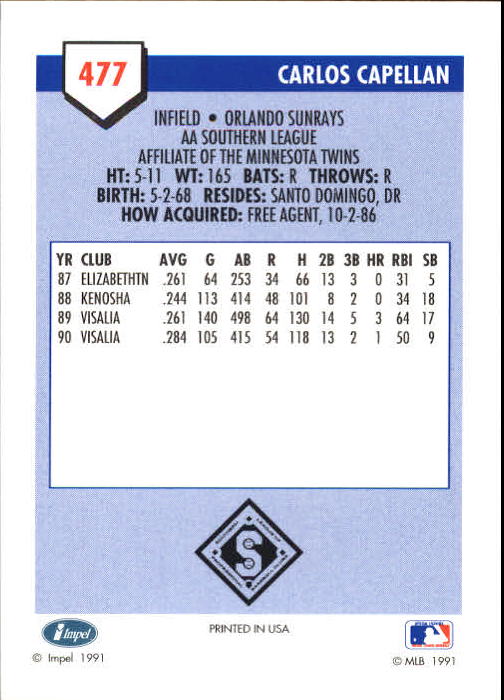 477
CARLOS CAPELLAN
INFIELD • ORLANDO SUNRAYS
AA SOUTHERN LEAGUE
AFFILIATE OF THE MINNESOTA TWINS
HT: 5-11 WT: 165 BATS: R THROWS: R
BIRTH: 5-2-68 RESIDES: SANTO DOMINGO, DR
HOW ACQUIRED: FREE AGENT, 10-2-86
YR CLUB AVG G AB R H 2B 3B HR RBI SB
87 ELIZABETHTN .261 64 253 34 66 13 3 0 31 5
88 KENOSHA .244 113 414 48 101 8 2 0 34 18
89 VISALIA .261 140 498 64 130 14 5 3 64 17
90 VISALIA .284 105 415 54 118 13 2 1 50 9
S
Impel
PRINTED IN USA
© Impel 1991
© MLB 1991